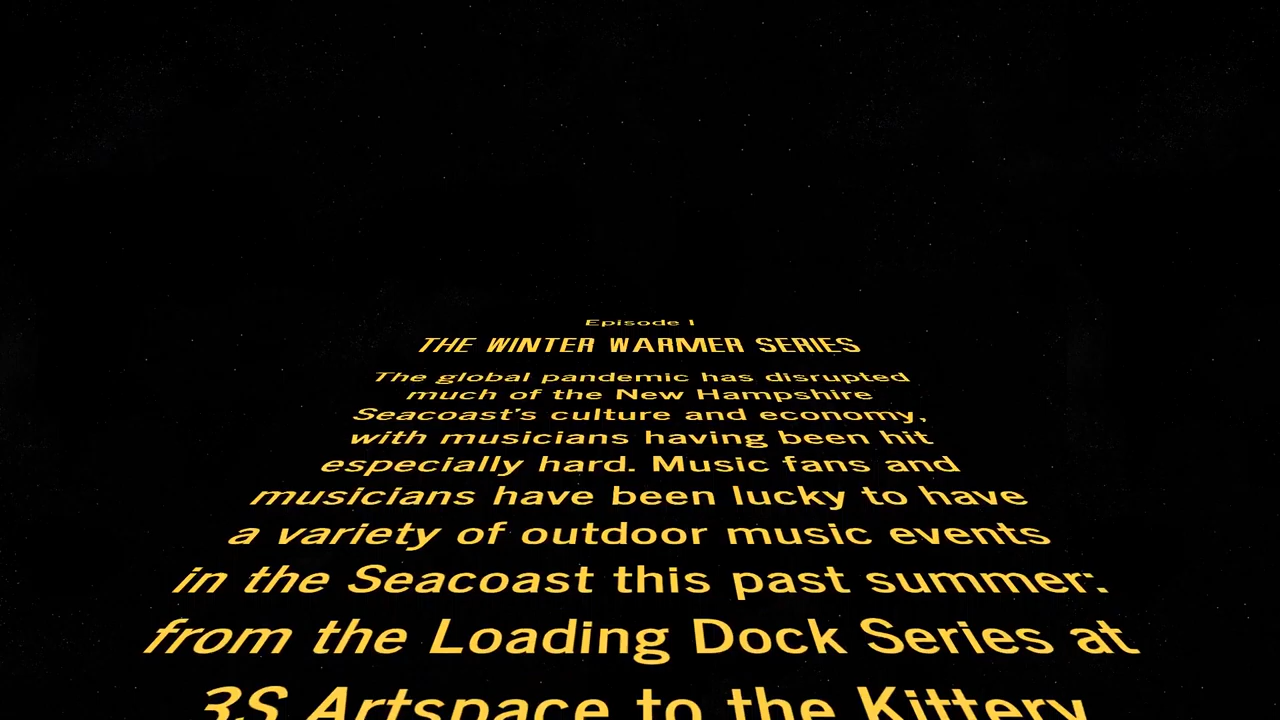 Episode I
THE WINTER WARMER SERIES
The global pandemic has disrupted
much of the New Hampshire
Seacoast's culture and economy,
with musicians having been hit
especially hard. Music fans and
musicians have been lucky to have
a variety of outdoor music events
in the Seacoast this past summer:
from the Loading Dock Series at
3S Artspace to the Kittery